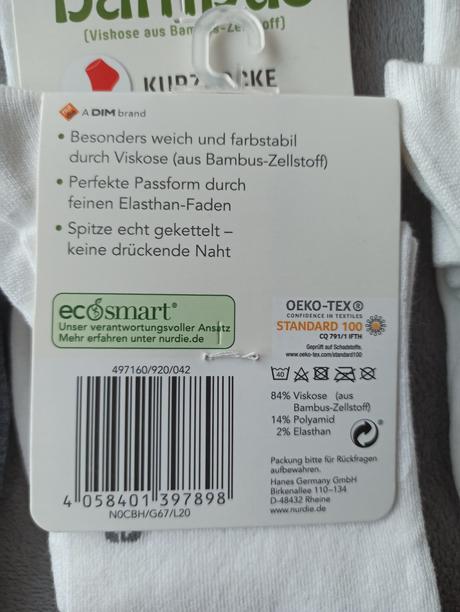 bambus
(Viskose aus Bambus-Zellstoff)
KURZSOCKE
A DIM brand
• Besonders weich und farbstabil
durch Viskose (aus Bambus-Zellstoff)
• Perfekte Passform durch
feinen Elasthan-Faden
• Spitze echt gekettelt –
keine drückende Naht
ecosmart®
Unser verantwortungsvoller Ansatz
Mehr erfahren unter nurdie.de
OEKO-TEX®
CONFIDENCE IN TEXTILES
STANDARD 100
CQ 791/1 IFTH
Geprüft auf Schadstoffe.
www.oeko-tex.com/standard100
40
497160/920/042
4 058401 397898
N0CBH/G67/L20
84% Viskose (aus
Bambus-Zellstoff)
14% Polyamid
2% Elasthan
Packung bitte für Rückfragen
aufbewahren.
Hanes Germany GmbH
Birkenallee 110–134
D-48432 Rheine
www.nurdie.de